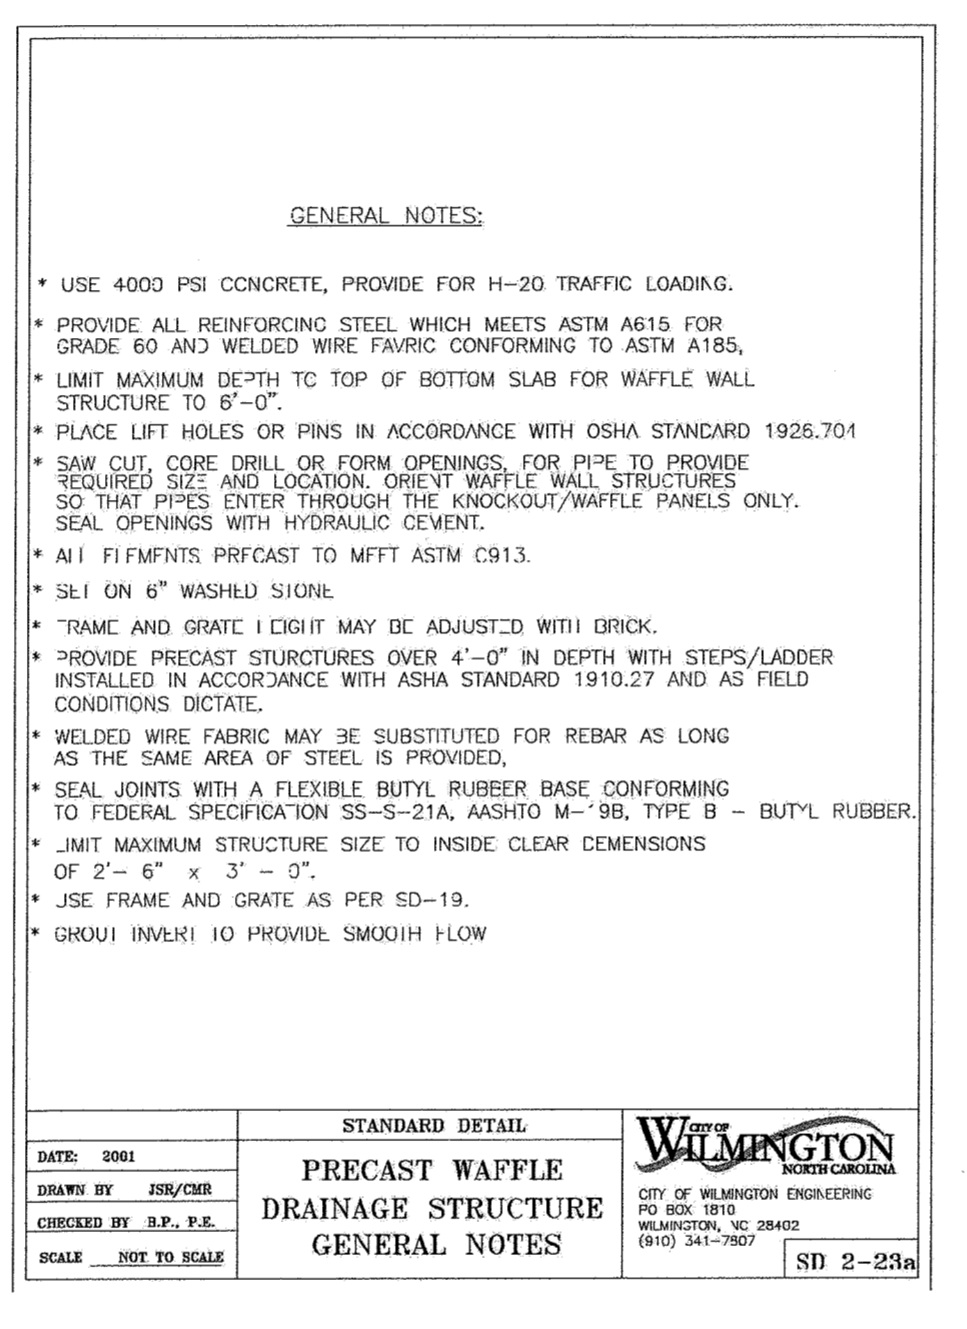 GENERAL NOTES:
* USE 4000 PSI CONCRETE, PROVIDE FOR H-20 TRAFFIC LOADING.
* PROVIDE ALL REINFORCING STEEL WHICH MEETS ASTM A615 FOR
GRADE 60 AND WELDED WIRE FAVRIC CONFORMING TO ASTM A185,
* LIMIT MAXIMUM DEPTH TO TOP OF BOTTOM SLAB FOR WAFFLE WALL
STRUCTURE TO 6'-0".
* PLACE LIFT HOLES OR PINS IN ACCORDANCE WITH OSHA STANDARD 1926.704
* SAW CUT, CORE DRILL OR FORM OPENINGS, FOR PIPE TO PROVIDE
REQUIRED SIZE AND LOCATION. ORIENT WAFFLE WALL STRUCTURES
SO THAT PIPES ENTER THROUGH THE KNOCKOUT/WAFFLE PANELS ONLY.
SEAL OPENINGS WITH HYDRAULIC CEMENT.
* ALL ELEMENTS PRECAST TO MEET ASTM C913.
* SET ON 6" WASHED STONE
* FRAME AND GRATE HEIGHT MAY BE ADJUSTED WITH BRICK.
* PROVIDE PRECAST STURCTURES OVER 4'-0" IN DEPTH WITH STEPS/LADDER
INSTALLED IN ACCORDANCE WITH ASHA STANDARD 1910.27 AND AS FIELD
CONDITIONS DICTATE.
* WELDED WIRE FABRIC MAY BE SUBSTITUTED FOR REBAR AS LONG
AS THE SAME AREA OF STEEL IS PROVIDED,
* SEAL JOINTS WITH A FLEXIBLE BUTYL RUBBER BASE CONFORMING
TO FEDERAL SPECIFICATION SS-S-21A, AASHTO M-19B, TYPE B - BUTYL RUBBER.
* LIMIT MAXIMUM STRUCTURE SIZE TO INSIDE CLEAR DEMENSIONS
OF 2'- 6" x 3' - 0".
* USE FRAME AND GRATE AS PER SD-19.
* GROUT INVERT TO PROVIDE SMOOTH FLOW
STANDARD DETAIL
DATE: 2001
DRAWN BY JSR/CMR
CHECKED BY B.P., P.E.
SCALE NOT TO SCALE
PRECAST WAFFLE
DRAINAGE STRUCTURE
GENERAL NOTES
CITY OF
WILMINGTON
NORTH CAROLINA
CITY OF WILMINGTON ENGINEERING
PO BOX 1810
WILMINGTON, NC 28402
(910) 341-7807
SD 2-23a